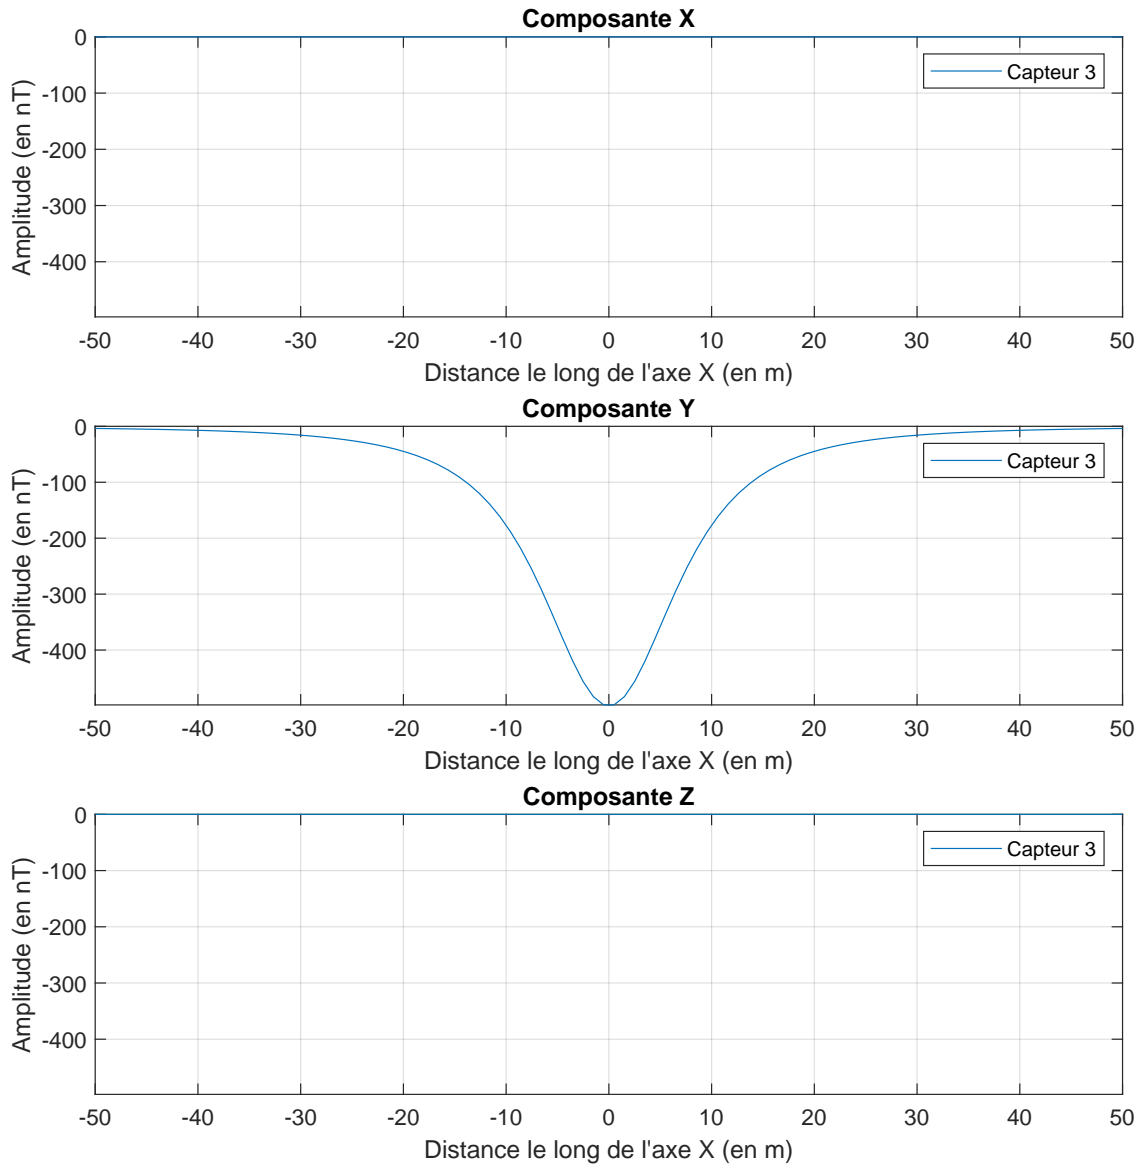 Composante X
0
-100
-200
-300
-400
Amplitude (en nT)
Capteur 3
-50 -40 -30 -20 -10 0 10 20 30 40 50
Distance le long de l'axe X (en m)
Composante Y
0
-100
-200
-300
-400
Amplitude (en nT)
Capteur 3
-50 -40 -30 -20 -10 0 10 20 30 40 50
Distance le long de l'axe X (en m)
Composante Z
0
-100
-200
-300
-400
Amplitude (en nT)
Capteur 3
-50 -40 -30 -20 -10 0 10 20 30 40 50
Distance le long de l'axe X (en m)